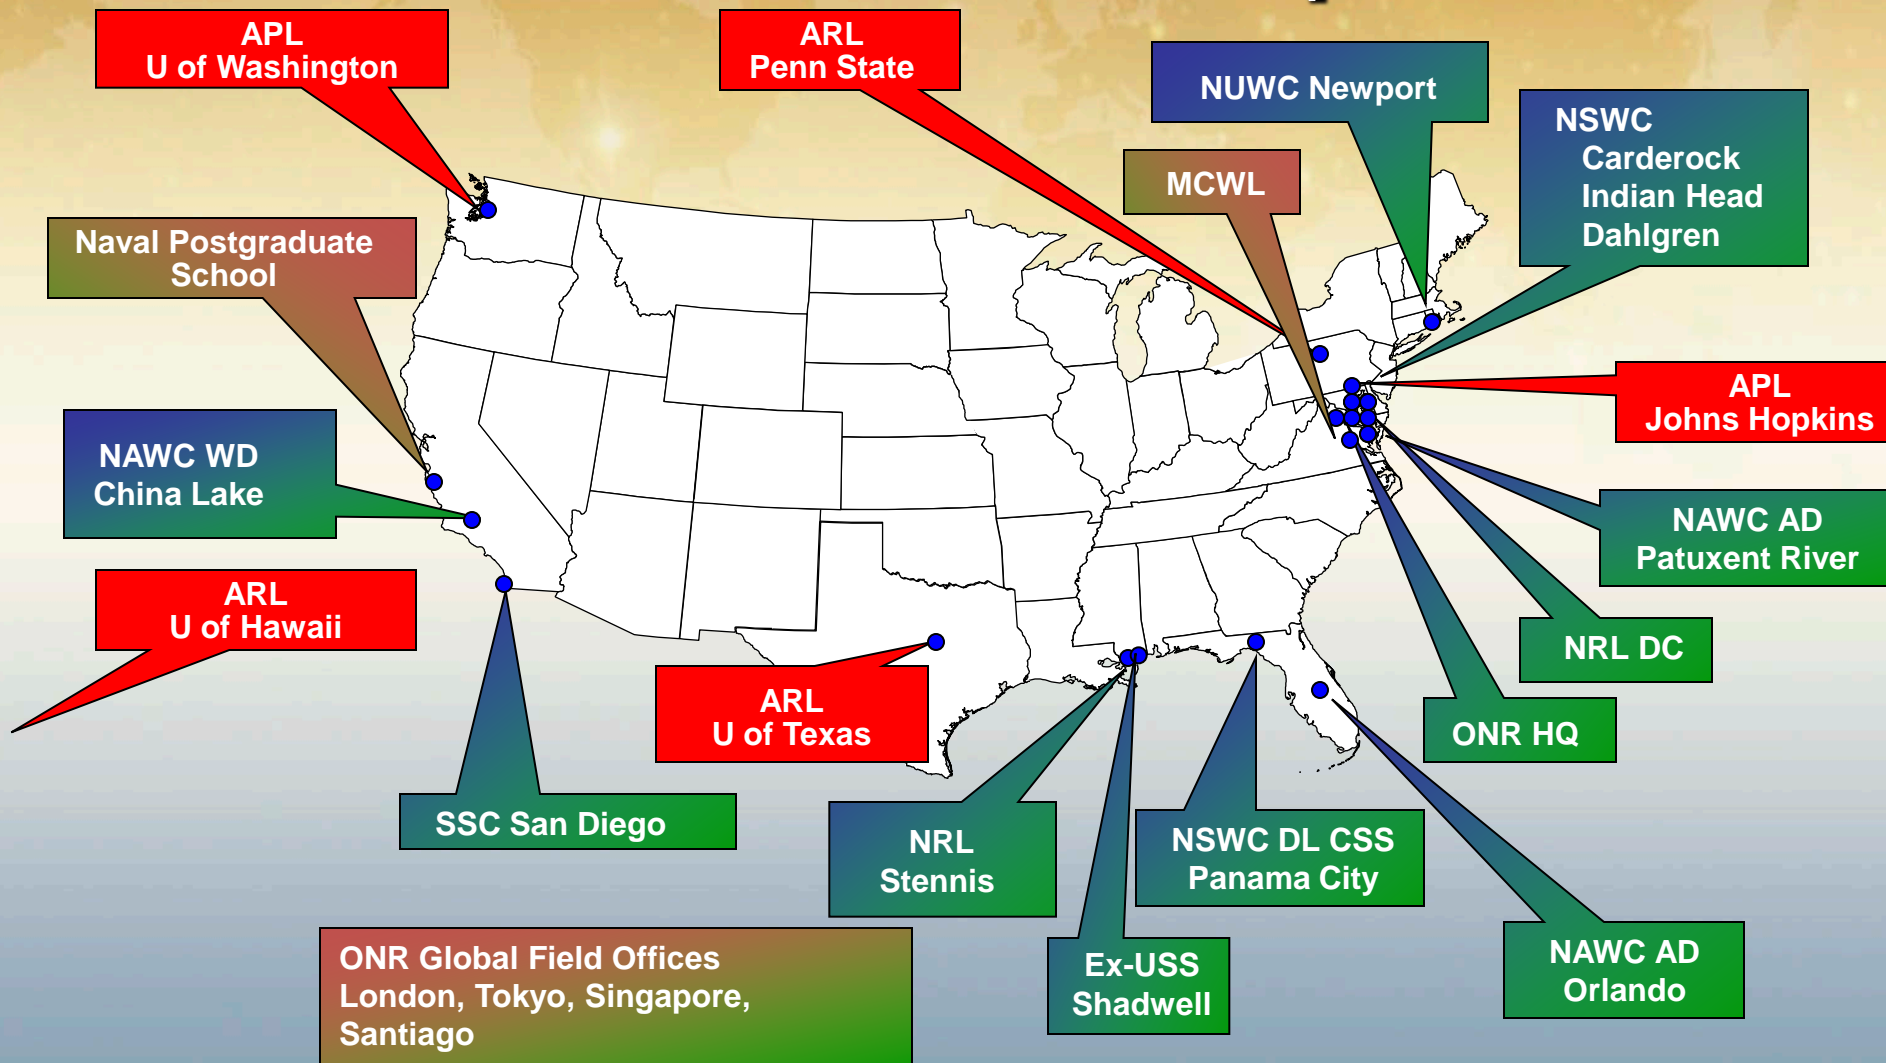 APL
U of Washington
ARL
Penn State
NUWC Newport
NSWC
Carderock
Indian Head
Dahlgren
MCWL
Naval Postgraduate
School
APL
Johns Hopkins
NAWC WD
China Lake
NAWC AD
Patuxent River
ARL
U of Hawaii
NRL DC
ARL
U of Texas
ONR HQ
SSC San Diego
NRL
Stennis
NSWC DL CSS
Panama City
Ex-USS
Shadwell
NAWC AD
Orlando
ONR Global Field Offices
London, Tokyo, Singapore,
Santiago